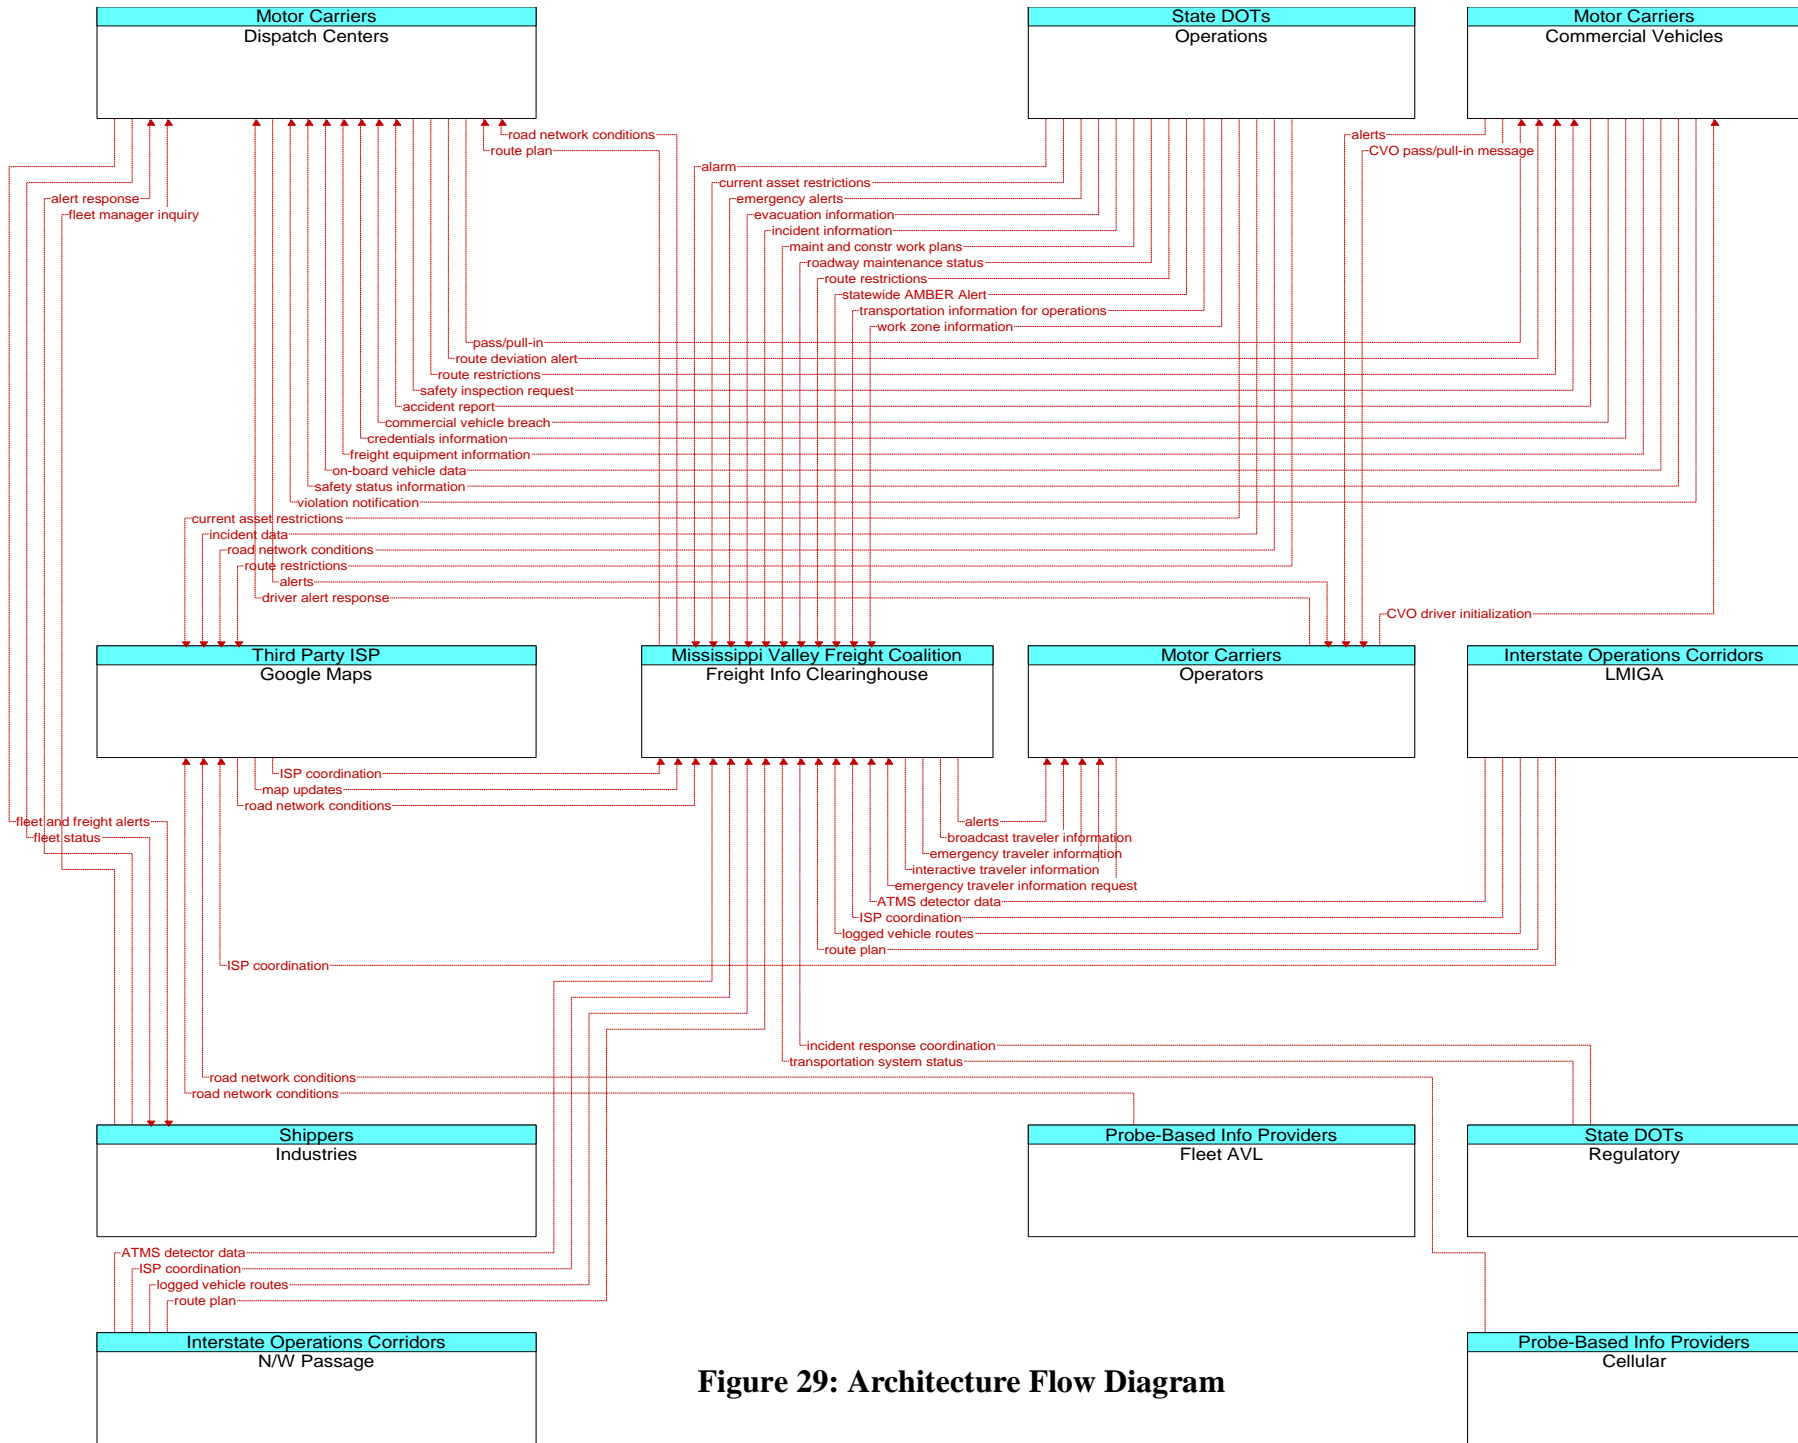 Motor Carriers
Dispatch Centers
State DOTs
Operations
Motor Carriers
Commercial Vehicles
road network conditions
route plan
alerts
CVO pass/pull-in message
alarm
current asset restrictions
emergency alerts
evacuation information
incident information
maint and constr work plans
roadway maintenance status
route restrictions
statewide AMBER Alert
transportation information for operations
work zone information
alert response
fleet manager inquiry
pass/pull-in
route deviation alert
route restrictions
safety inspection request
accident report
commercial vehicle breach
credentials information
freight equipment information
on-board vehicle data
safety status information
violation notification
current asset restrictions
incident data
road network conditions
route restrictions
alerts
driver alert response
CVO driver initialization
Third Party ISP
Google Maps
Mississippi Valley Freight Coalition
Freight Info Clearinghouse
Motor Carriers
Operators
Interstate Operations Corridors
LMIGA
ISP coordination
map updates
road network conditions
fleet and freight alerts
fleet status
alerts
broadcast traveler information
emergency traveler information
interactive traveler information
emergency traveler information request
ATMS detector data
ISP coordination
logged vehicle routes
route plan
ISP coordination
incident response coordination
transportation system status
road network conditions
road network conditions
Shippers
Industries
Probe-Based Info Providers
Fleet AVL
State DOTs
Regulatory
ATMS detector data
ISP coordination
logged vehicle routes
route plan
Interstate Operations Corridors
N/W Passage
Probe-Based Info Providers
Cellular
Figure 29: Architecture Flow Diagram